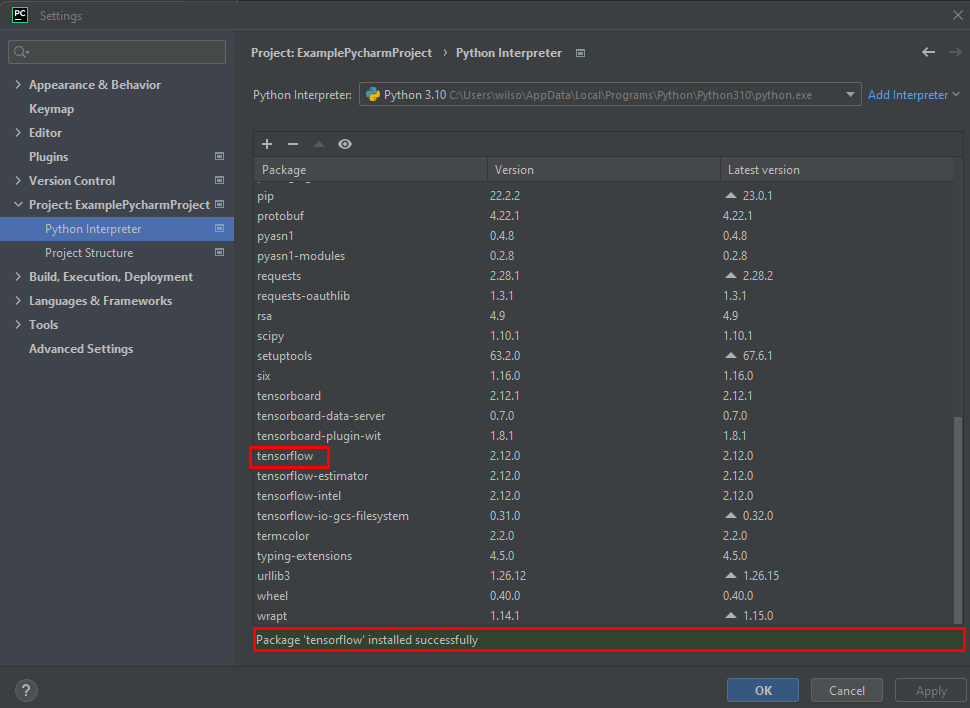 PC Settings
Project: ExamplePycharmProject › Python Interpreter
Appearance & Behavior
Keymap
Editor
Plugins
Version Control
Project: ExamplePycharmProject
Python Interpreter
Project Structure
Build, Execution, Deployment
Languages & Frameworks
Tools
Advanced Settings
Python Interpreter: Python 3.10 C:\Users\wilso\AppData\Local\Programs\Python\Python310\python.exe Add Interpreter
Package Version Latest version
pip 22.2.2 23.0.1
protobuf 4.22.1 4.22.1
pyasn1 0.4.8 0.4.8
pyasn1-modules 0.2.8 0.2.8
requests 2.28.1 2.28.2
requests-oauthlib 1.3.1 1.3.1
rsa 4.9 4.9
scipy 1.10.1 1.10.1
setuptools 63.2.0 67.6.1
six 1.16.0 1.16.0
tensorboard 2.12.1 2.12.1
tensorboard-data-server 0.7.0 0.7.0
tensorboard-plugin-wit 1.8.1 1.8.1
tensorflow 2.12.0 2.12.0
tensorflow-estimator 2.12.0 2.12.0
tensorflow-intel 2.12.0 2.12.0
tensorflow-io-gcs-filesystem 0.31.0 0.32.0
termcolor 2.2.0 2.2.0
typing-extensions 4.5.0 4.5.0
urllib3 1.26.12 1.26.15
wheel 0.40.0 0.40.0
wrapt 1.14.1 1.15.0
Package 'tensorflow' installed successfully
? OK Cancel Apply